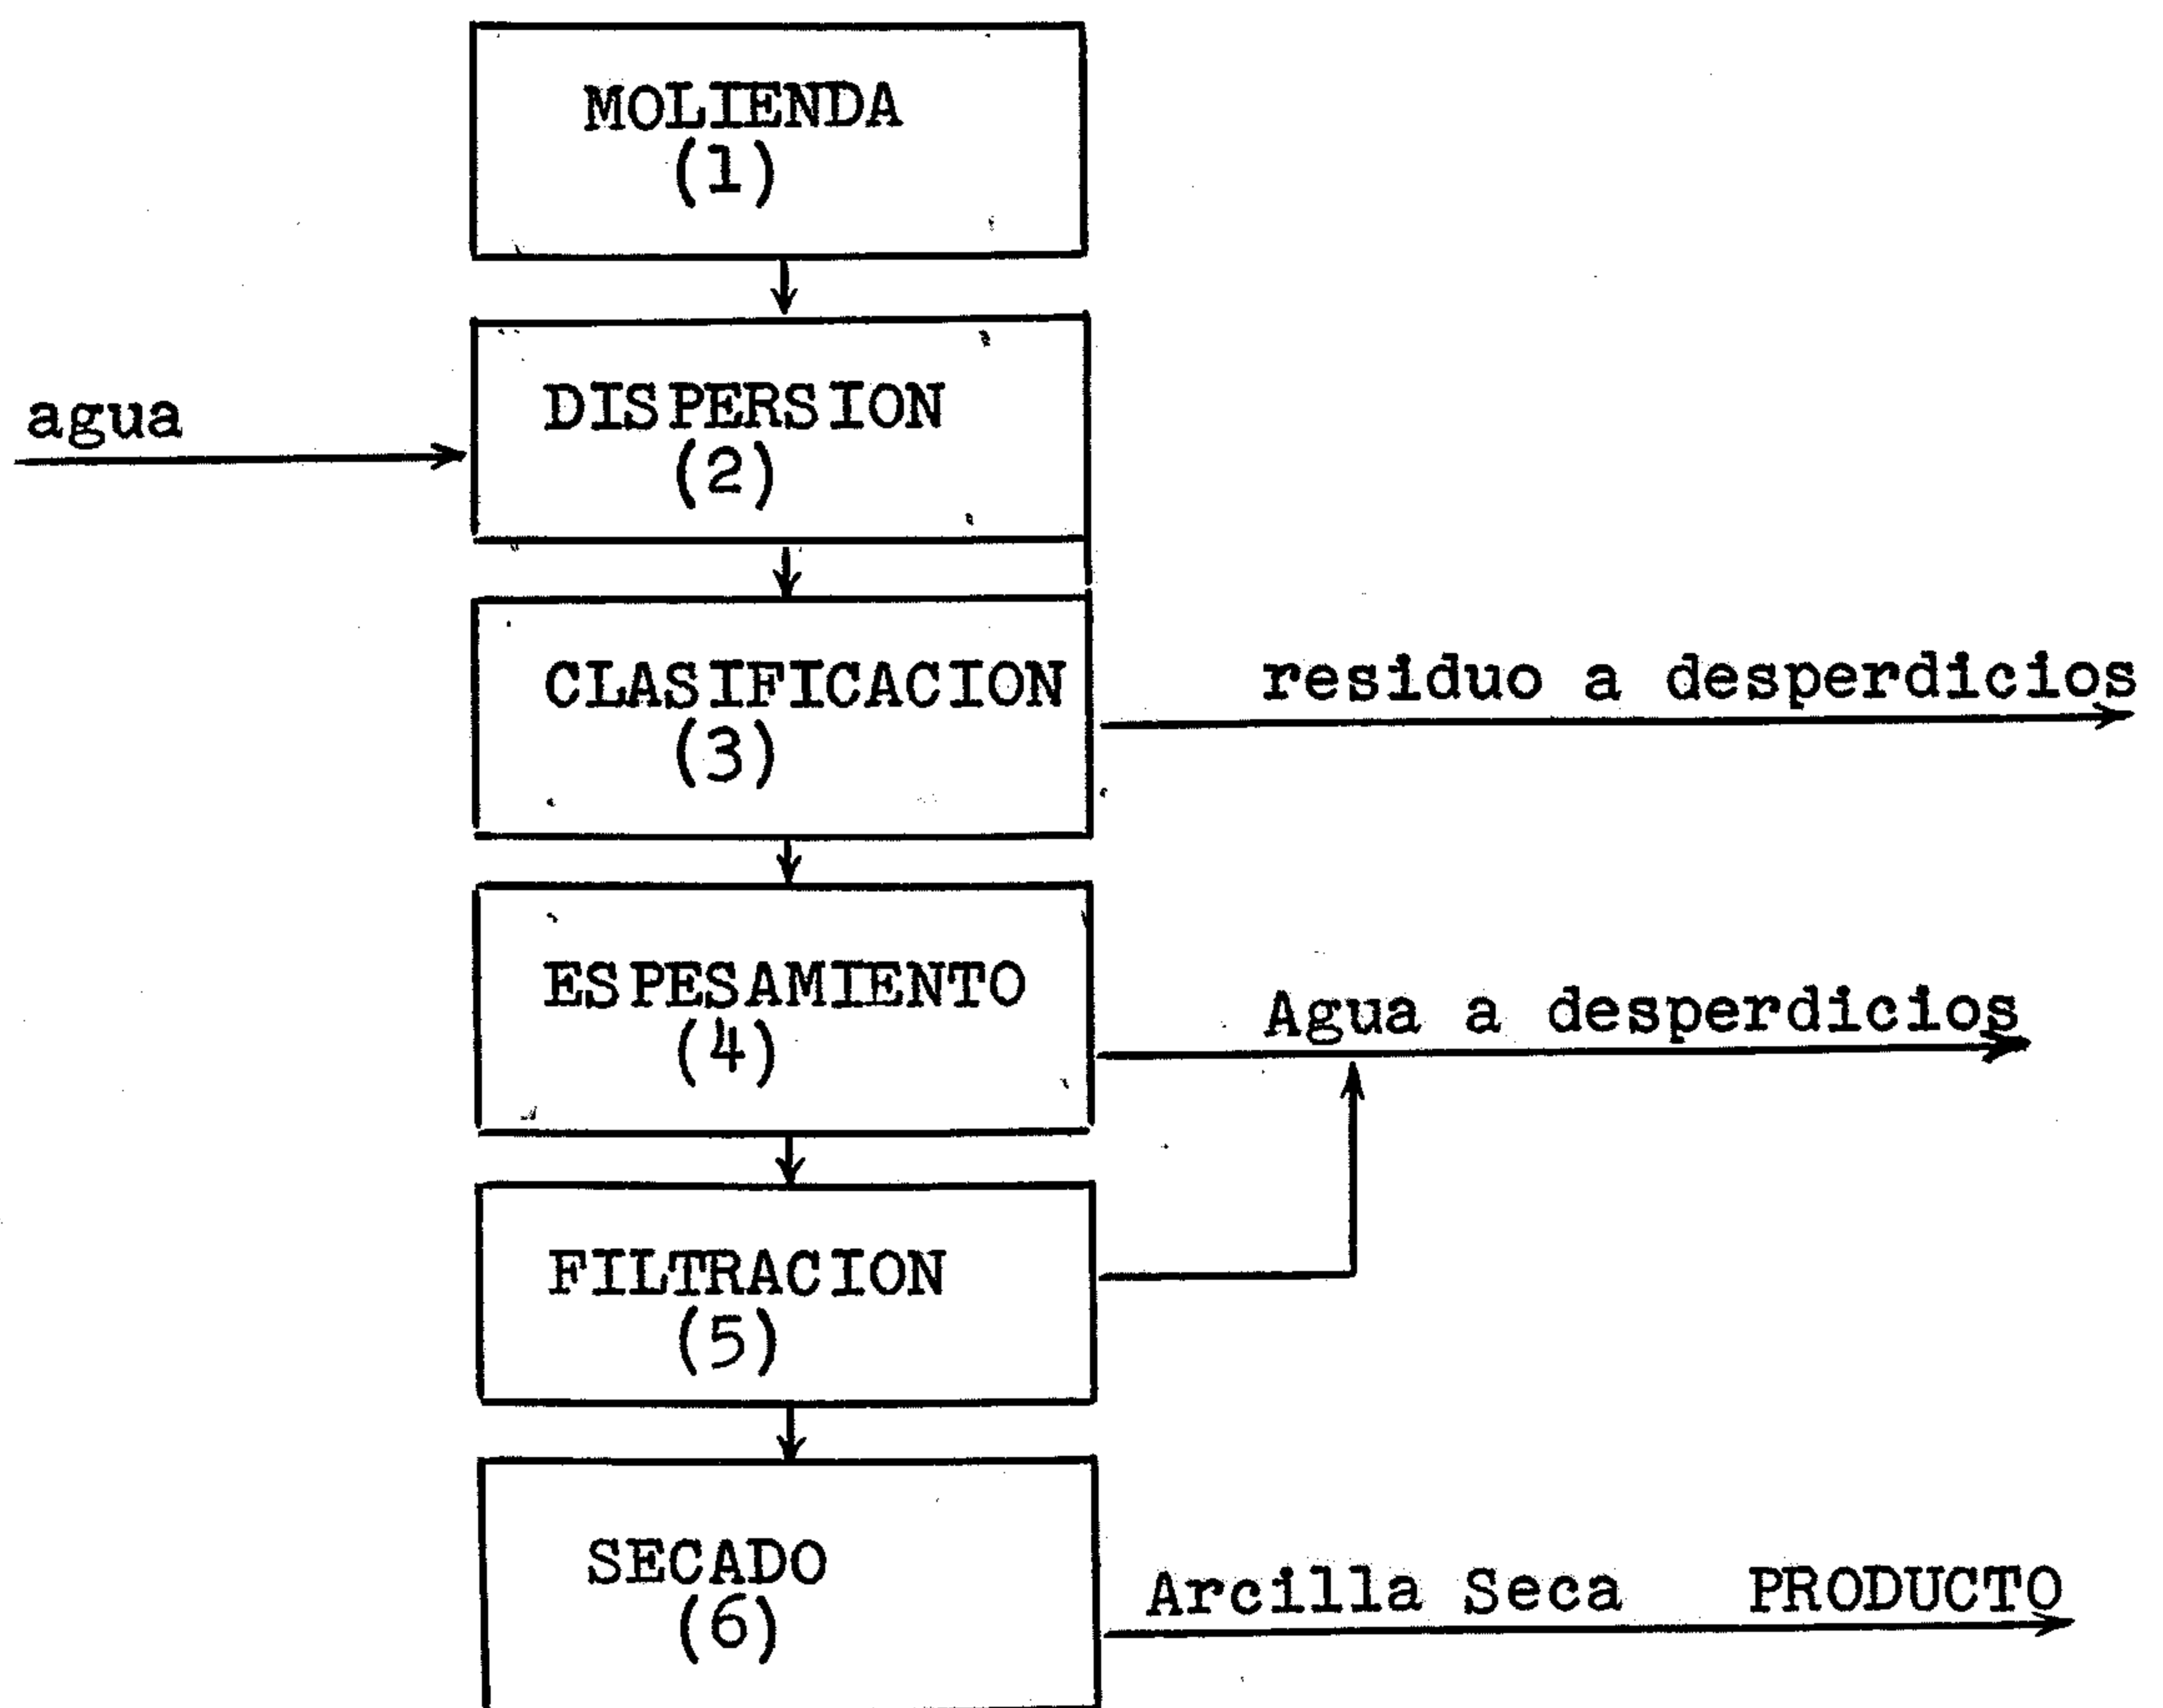 MOLIENDA
(1)
agua
DISPERSION
(2)
CLASIFICACION
(3)
residuo a desperdicios
ESPESAMIENTO
(4)
Agua a desperdicios
FILTRACION
(5)
SECADO
(6)
Arcilla Seca PRODUCTO